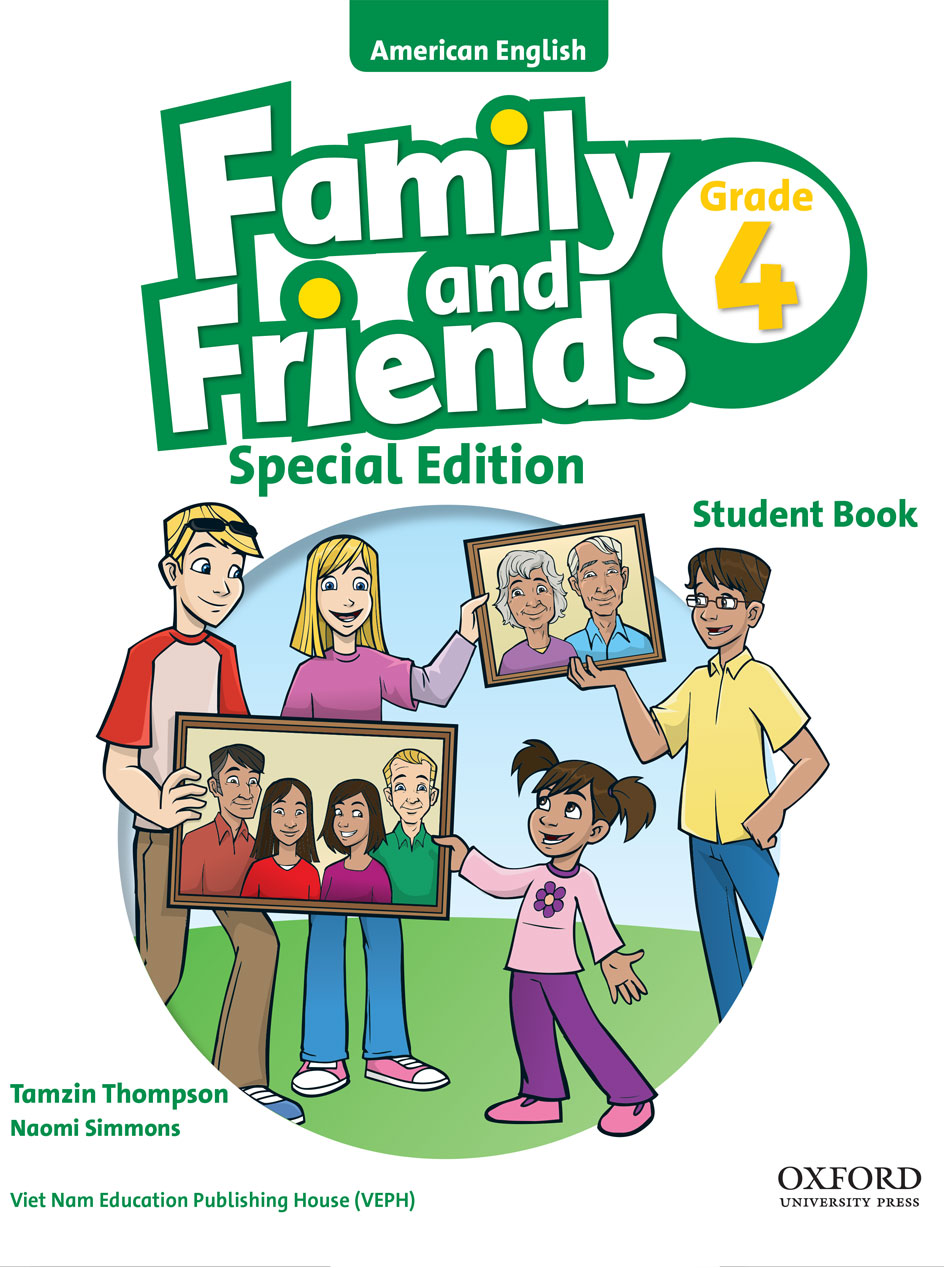 American English
Family
and
Friends
Grade
4
Special Edition
Student Book
Tamzin Thompson
Naomi Simmons
Viet Nam Education Publishing House (VEPH)
OXFORD
UNIVERSITY PRESS